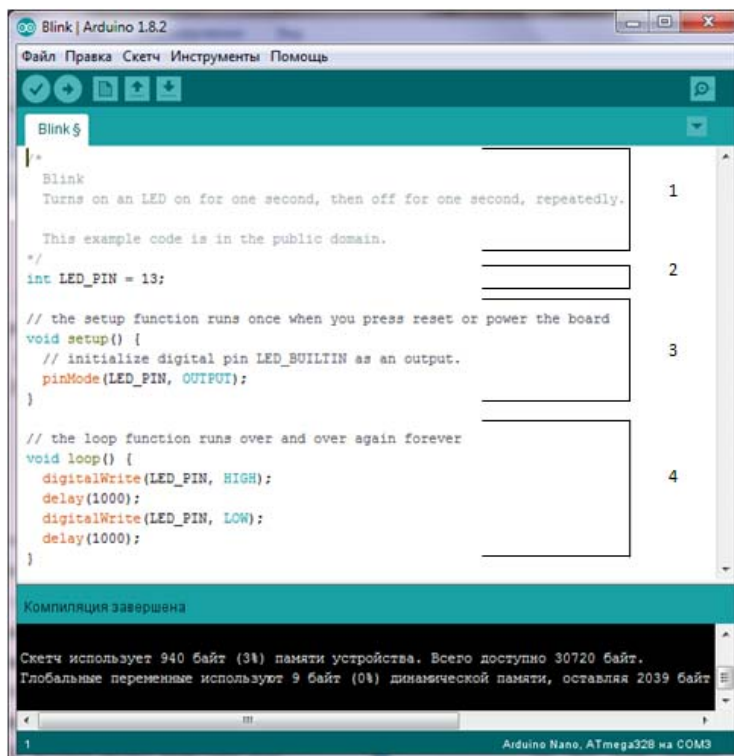 Blink | Arduino 1.8.2
Файл Правка Скетч Инструменты Помощь
Blink §
/*
Blink
Turns on an LED on for one second, then off for one second, repeatedly.
1
This example code is in the public domain.
*/
2
int LED_PIN = 13;
// the setup function runs once when you press reset or power the board
void setup() {
3
// initialize digital pin LED_BUILTIN as an output.
pinMode(LED_PIN, OUTPUT);
}
// the loop function runs over and over again forever
void loop() {
digitalWrite(LED_PIN, HIGH);
4
delay(1000);
digitalWrite(LED_PIN, LOW);
delay(1000);
}
Компиляция завершена
Скетч использует 940 байт (3%) памяти устройства. Всего доступно 30720 байт.
Глобальные переменные используют 9 байт (0%) динамической памяти, оставляя 2039 байт
1
Arduino Nano, ATmega328 на COM3